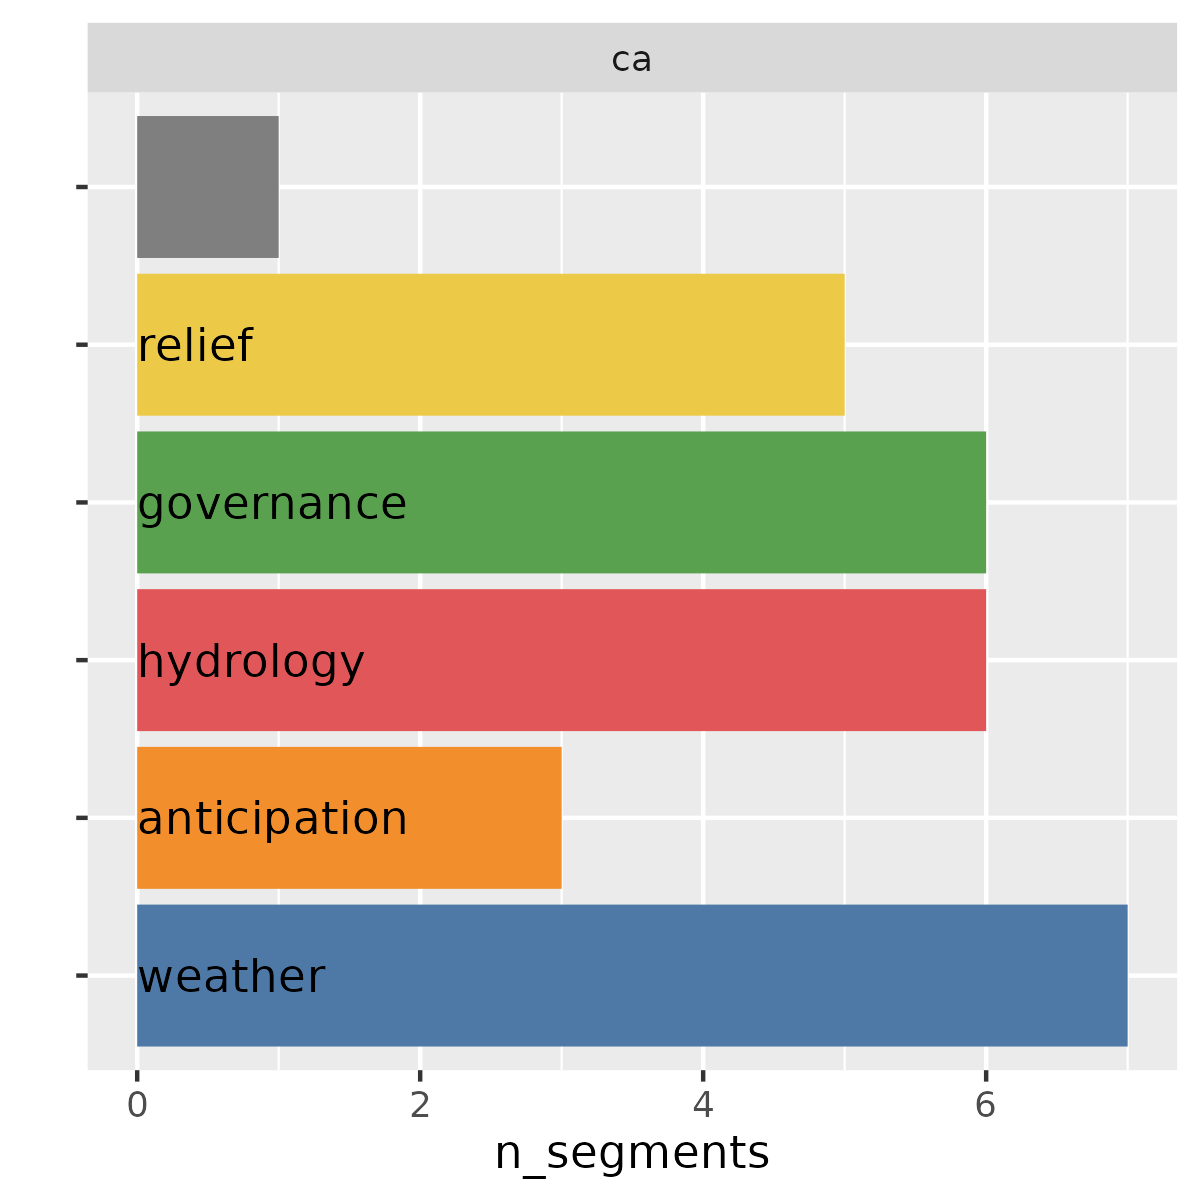 ca
relief
governance
hydrology
anticipation
weather
0 2 4 6
n_segments